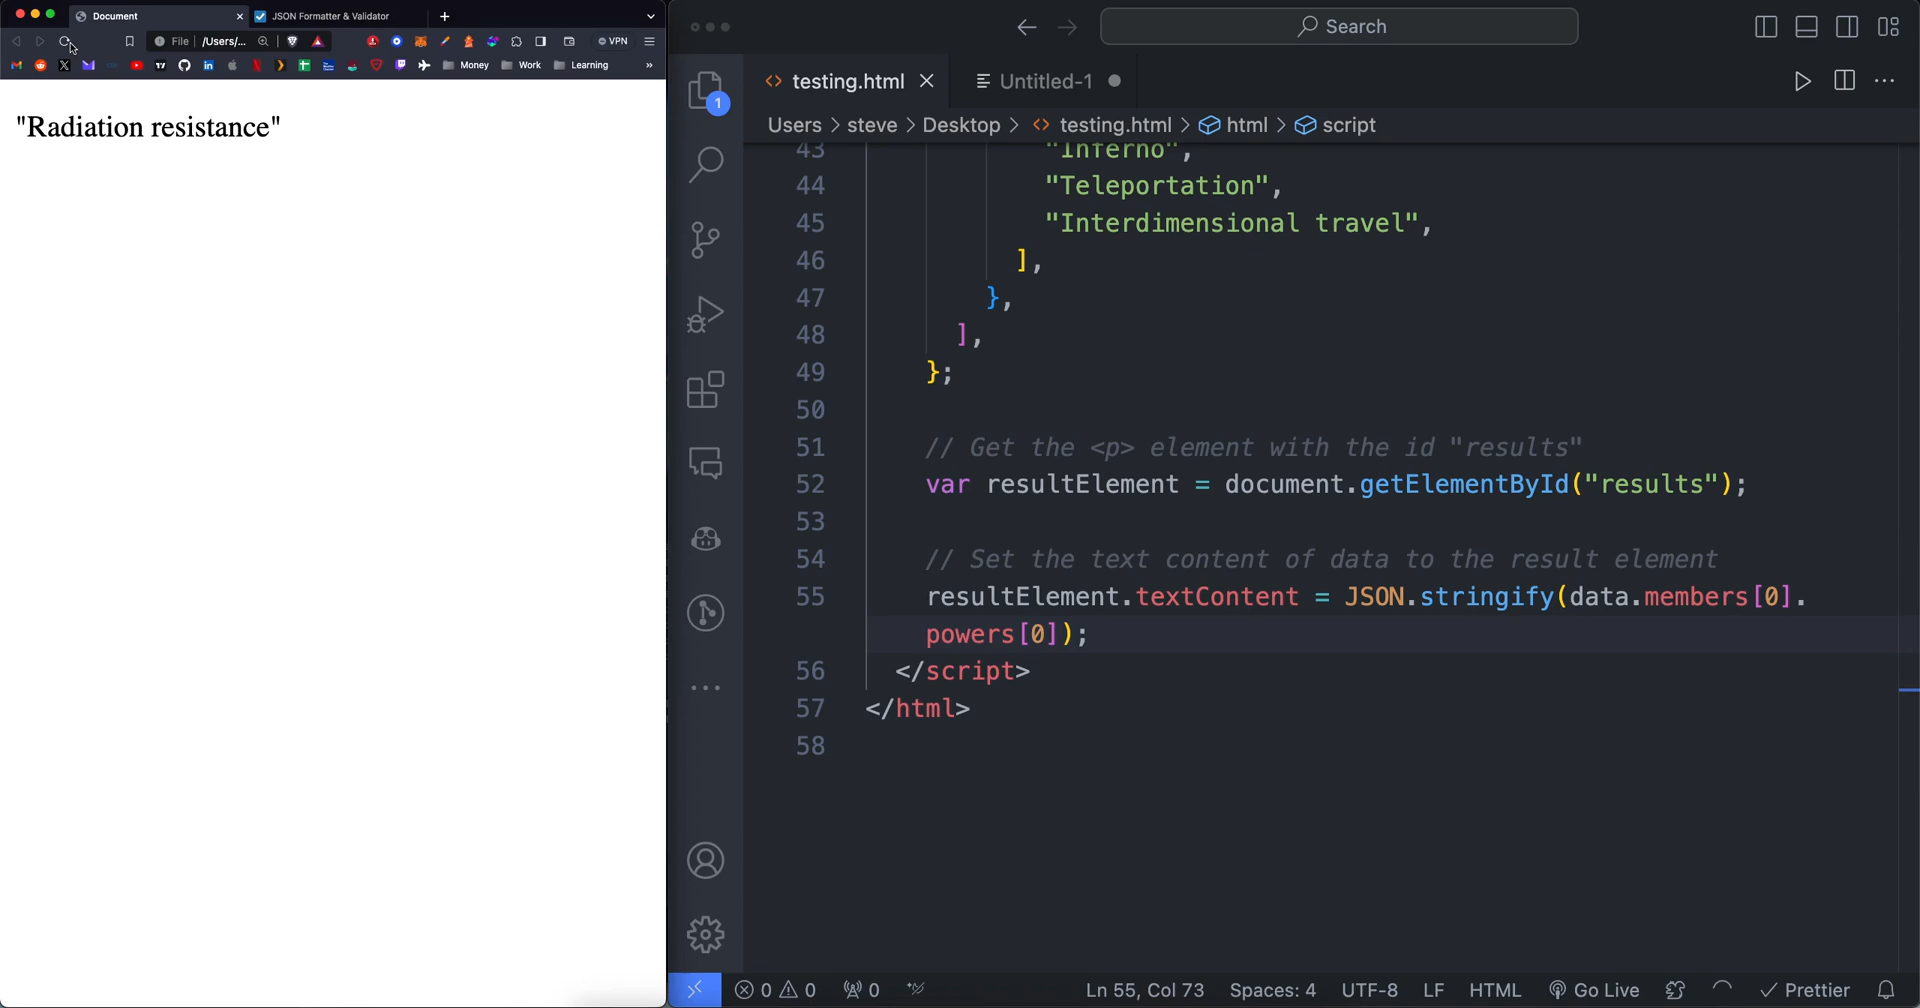 Document
JSON Formatter & Validator
File
/Users/...
VPN
Money
Work
Learning
"Radiation resistance"
Search
testing.html
Untitled-1
Users > steve > Desktop > testing.html > html > script
1
43 "Inferno",
44 "Teleportation",
45 "Interdimensional travel",
46 ],
47 },
48 ],
49 };
50
51 // Get the <p> element with the id "results"
52 var resultElement = document.getElementById("results");
53
54 // Set the text content of data to the result element
55 resultElement.textContent = JSON.stringify(data.members[0].
powers[0]);
56 </script>
57 </html>
58
0 0 0 Ln 55, Col 73 Spaces: 4 UTF-8 LF HTML Go Live Prettier